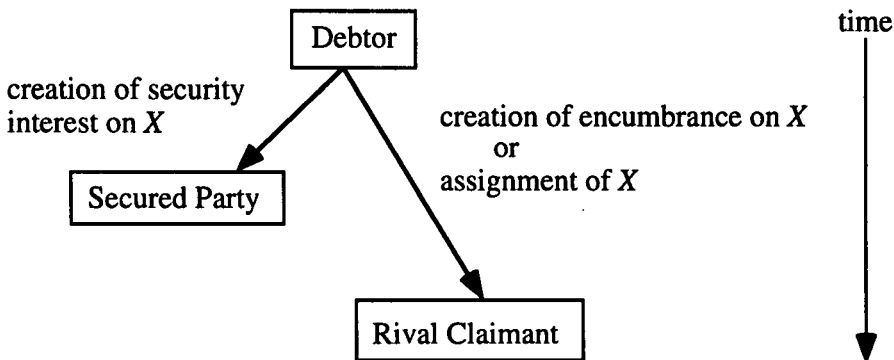 Debtor
time
creation of security
interest on X
creation of encumbrance on X
or
assignment of X
Secured Party
Rival Claimant